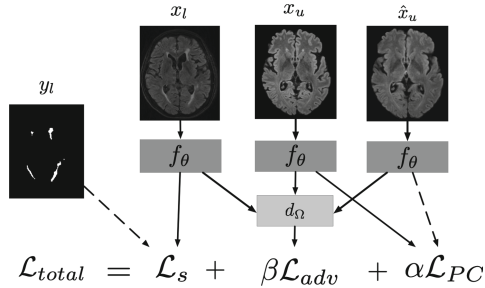 x_l x_u x̂_u
y_l
f_θ f_θ f_θ
d_Ω
ℒ_total = ℒ_s + βℒ_adv + αℒ_PC